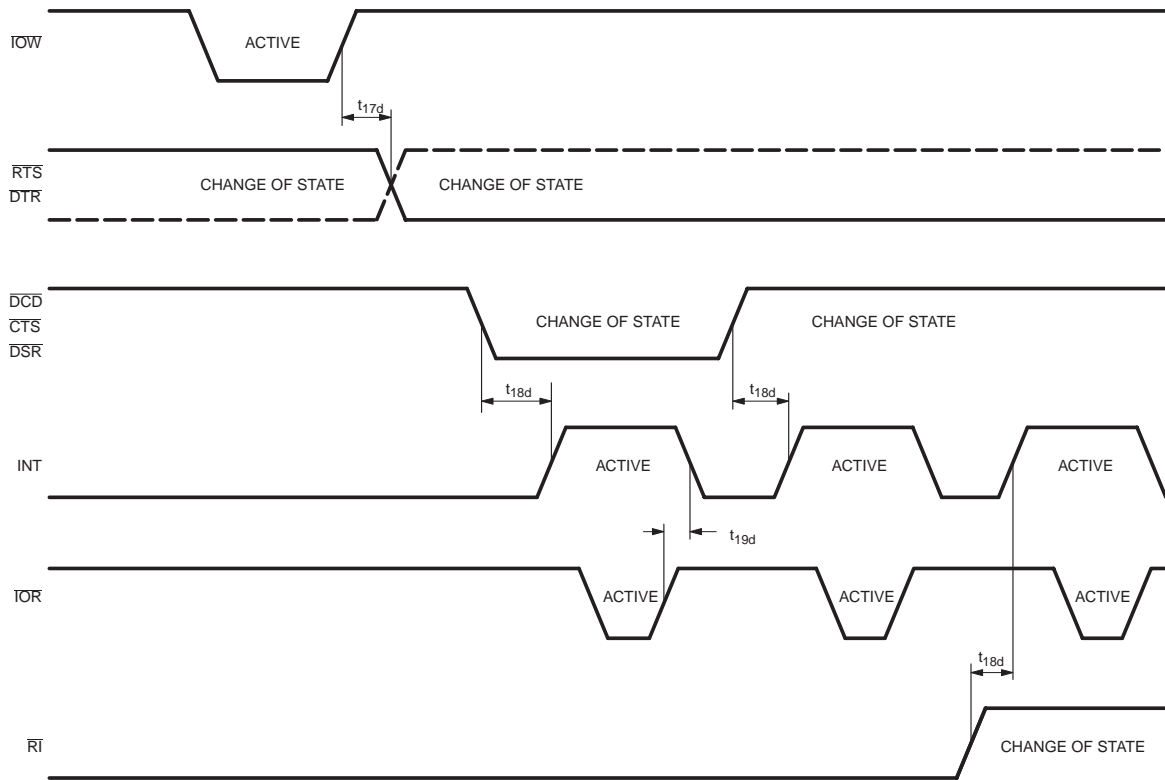 IOW
ACTIVE
t17d
RTS
DTR
CHANGE OF STATE
CHANGE OF STATE
DCD
CTS
DSR
CHANGE OF STATE
CHANGE OF STATE
t18d
t18d
INT
ACTIVE
ACTIVE
ACTIVE
t19d
IOR
ACTIVE
ACTIVE
ACTIVE
t18d
RI
CHANGE OF STATE